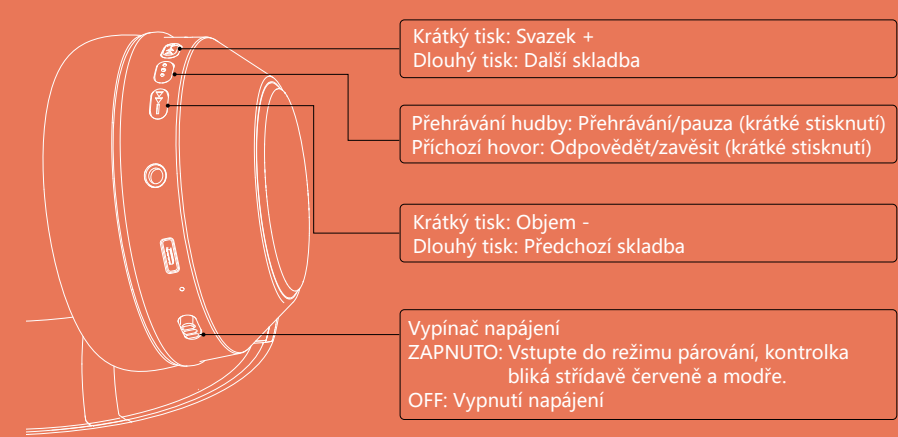 Krátký tisk: Svazek +
Dlouhý tisk: Další skladba
Přehrávání hudby: Přehrávání/pauza (krátké stisknutí)
Příchozí hovor: Odpovědět/zavěsit (krátké stisknutí)
Krátký tisk: Objem -
Dlouhý tisk: Předchozí skladba
Vypínač napájení
ZAPNUTO: Vstupte do režimu párování, kontrolka
bliká střídavě červeně a modře.
OFF: Vypnutí napájení